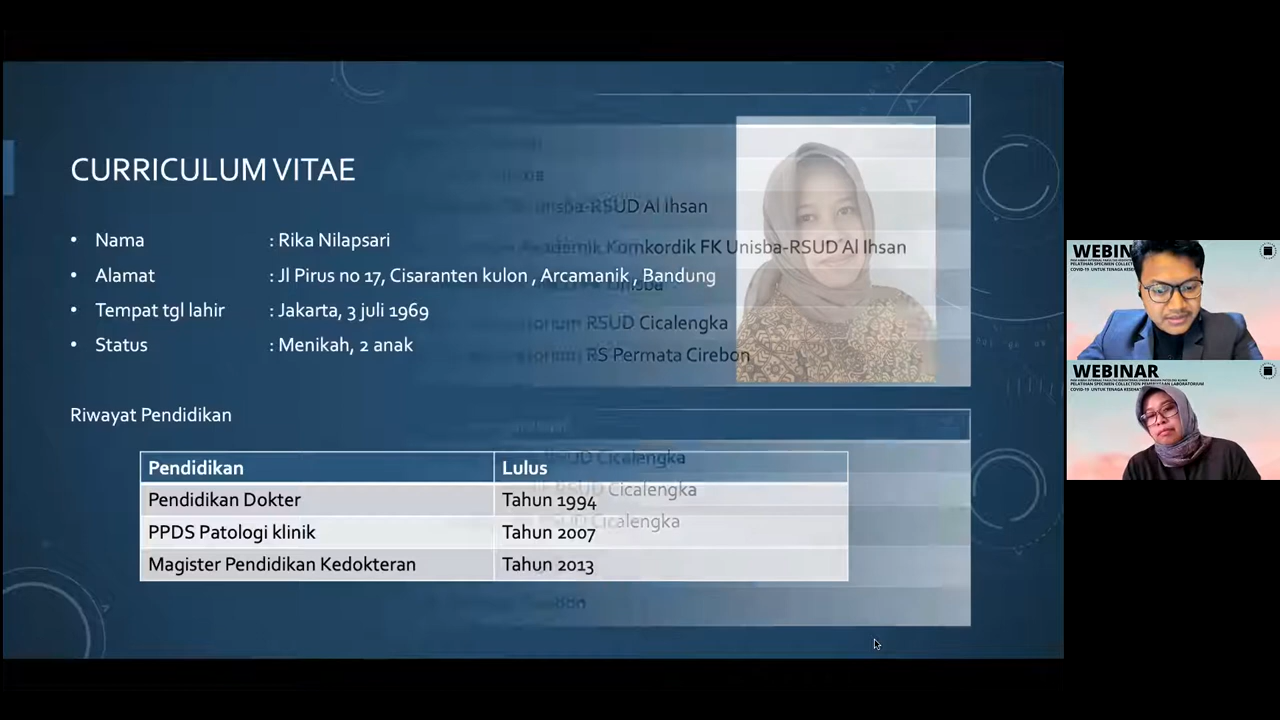 CURRICULUM VITAE
• Nama : Rika Nilapsari
• Alamat : Jl Pirus no 17, Cisaranten kulon , Arcamanik , Bandung
• Tempat tgl lahir : Jakarta, 3 juli 1969
• Status : Menikah, 2 anak
Unisba-RSUD Al Ihsan
Akademik Komkordik FK Unisba-RSUD Al Ihsan
RSUD Cicalengka
RS Permata Cirebon
Riwayat Pendidikan
Pendidikan Lulus
Pendidikan Dokter Tahun 1994
PPDS Patologi klinik Tahun 2007
Magister Pendidikan Kedokteran Tahun 2013
RSUD Cicalengka
RSUD Cicalengka
RSUD Cicalengka
WEBIN
PELATIHAN SPECIMEN COLLECT
COVID-19 UNTUK TENAGA KESE
WEBINAR
PELATIHAN SPECIMEN COLLECTION PEMERIKSAAN LABORATORIUM
COVID-19 UNTUK TENAGA KESEHAT